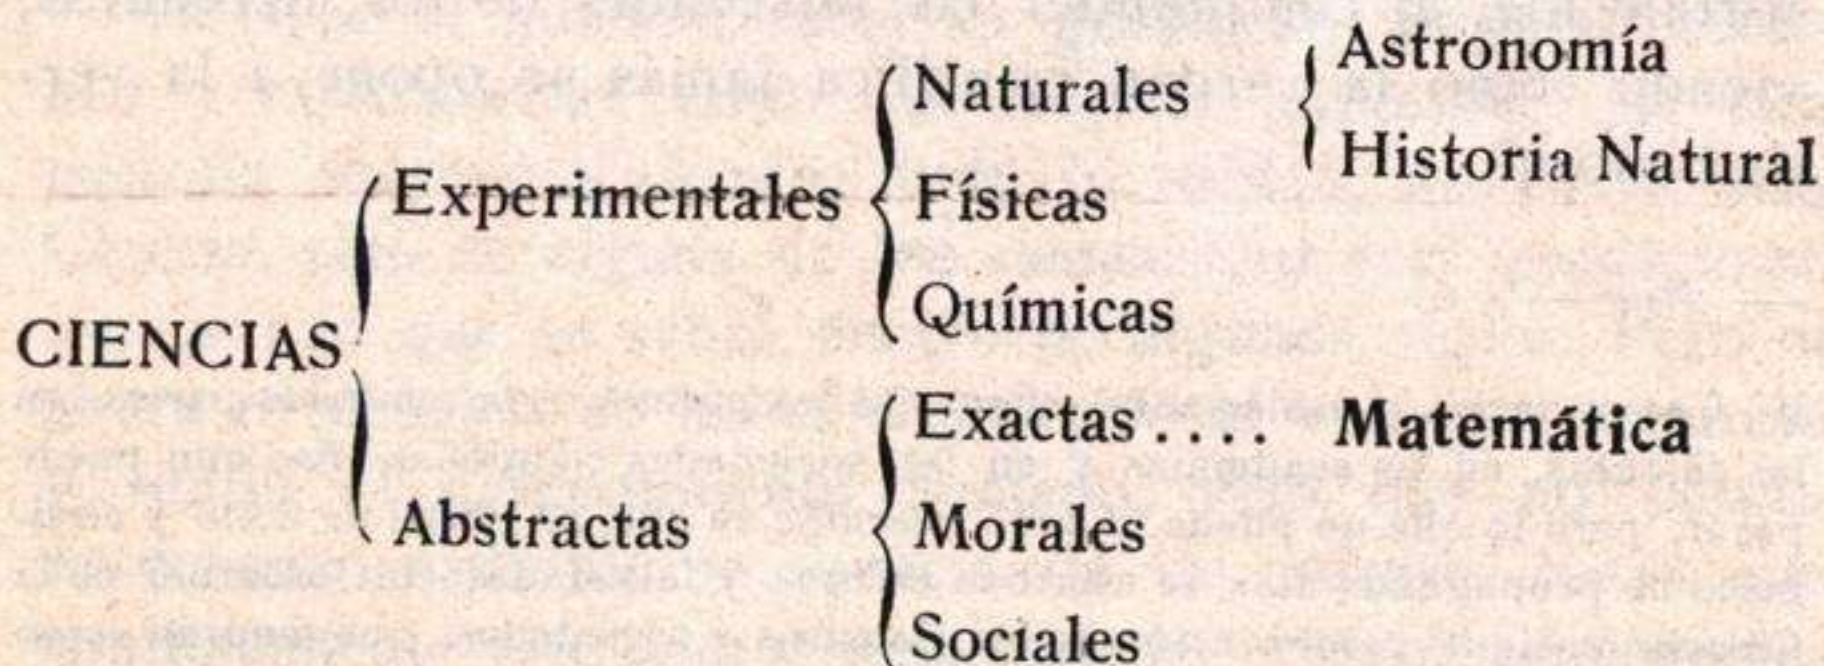 CIENCIAS
Experimentales
Naturales
Astronomía
Historia Natural
Físicas
Químicas
Abstractas
Exactas .... Matemática
Morales
Sociales